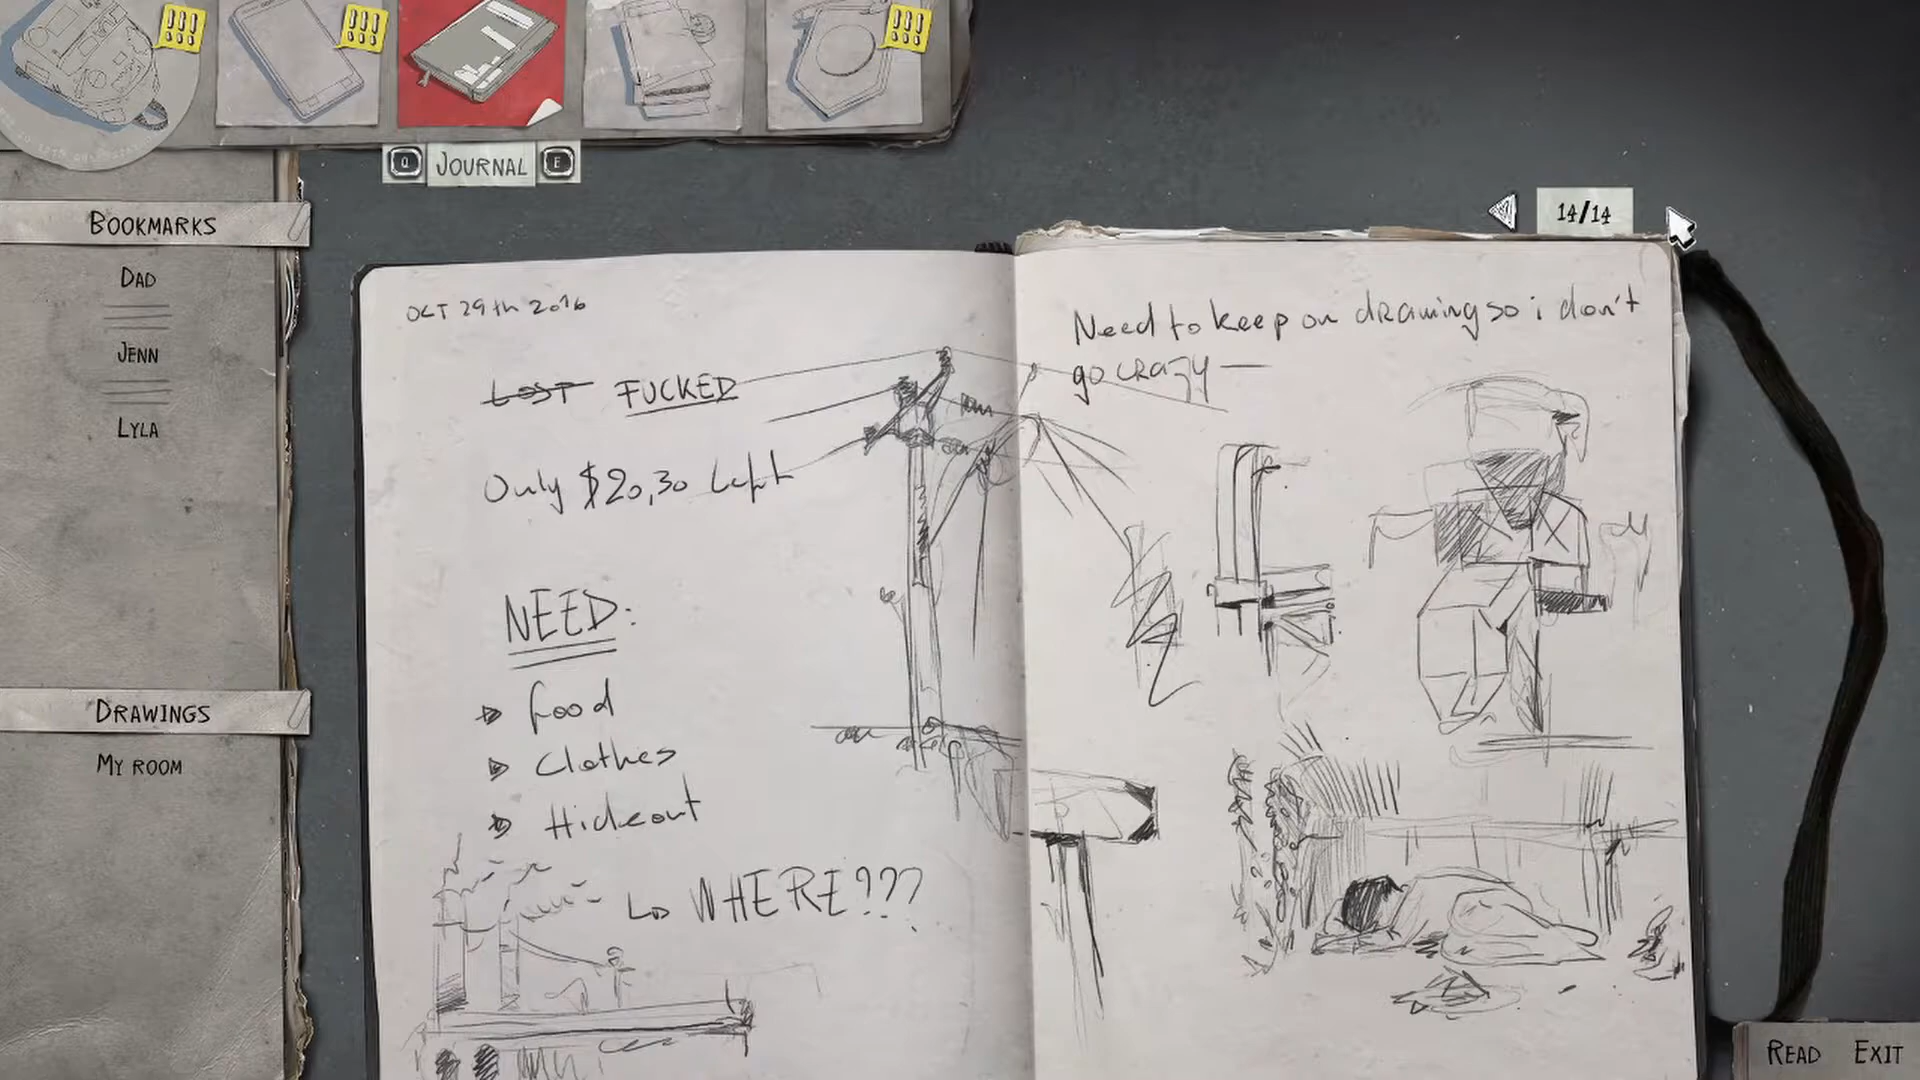 Q JOURNAL E
BOOKMARKS
DAD
JENN
LYLA
DRAWINGS
MY ROOM
14/14
OCT 29th 2016
LOST FUCKED
Only $20,30 Left
NEED:
food
Clothes
Hideout
WHERE???
Need to keep on drawing so i don't
go crazy —
READ EXIT